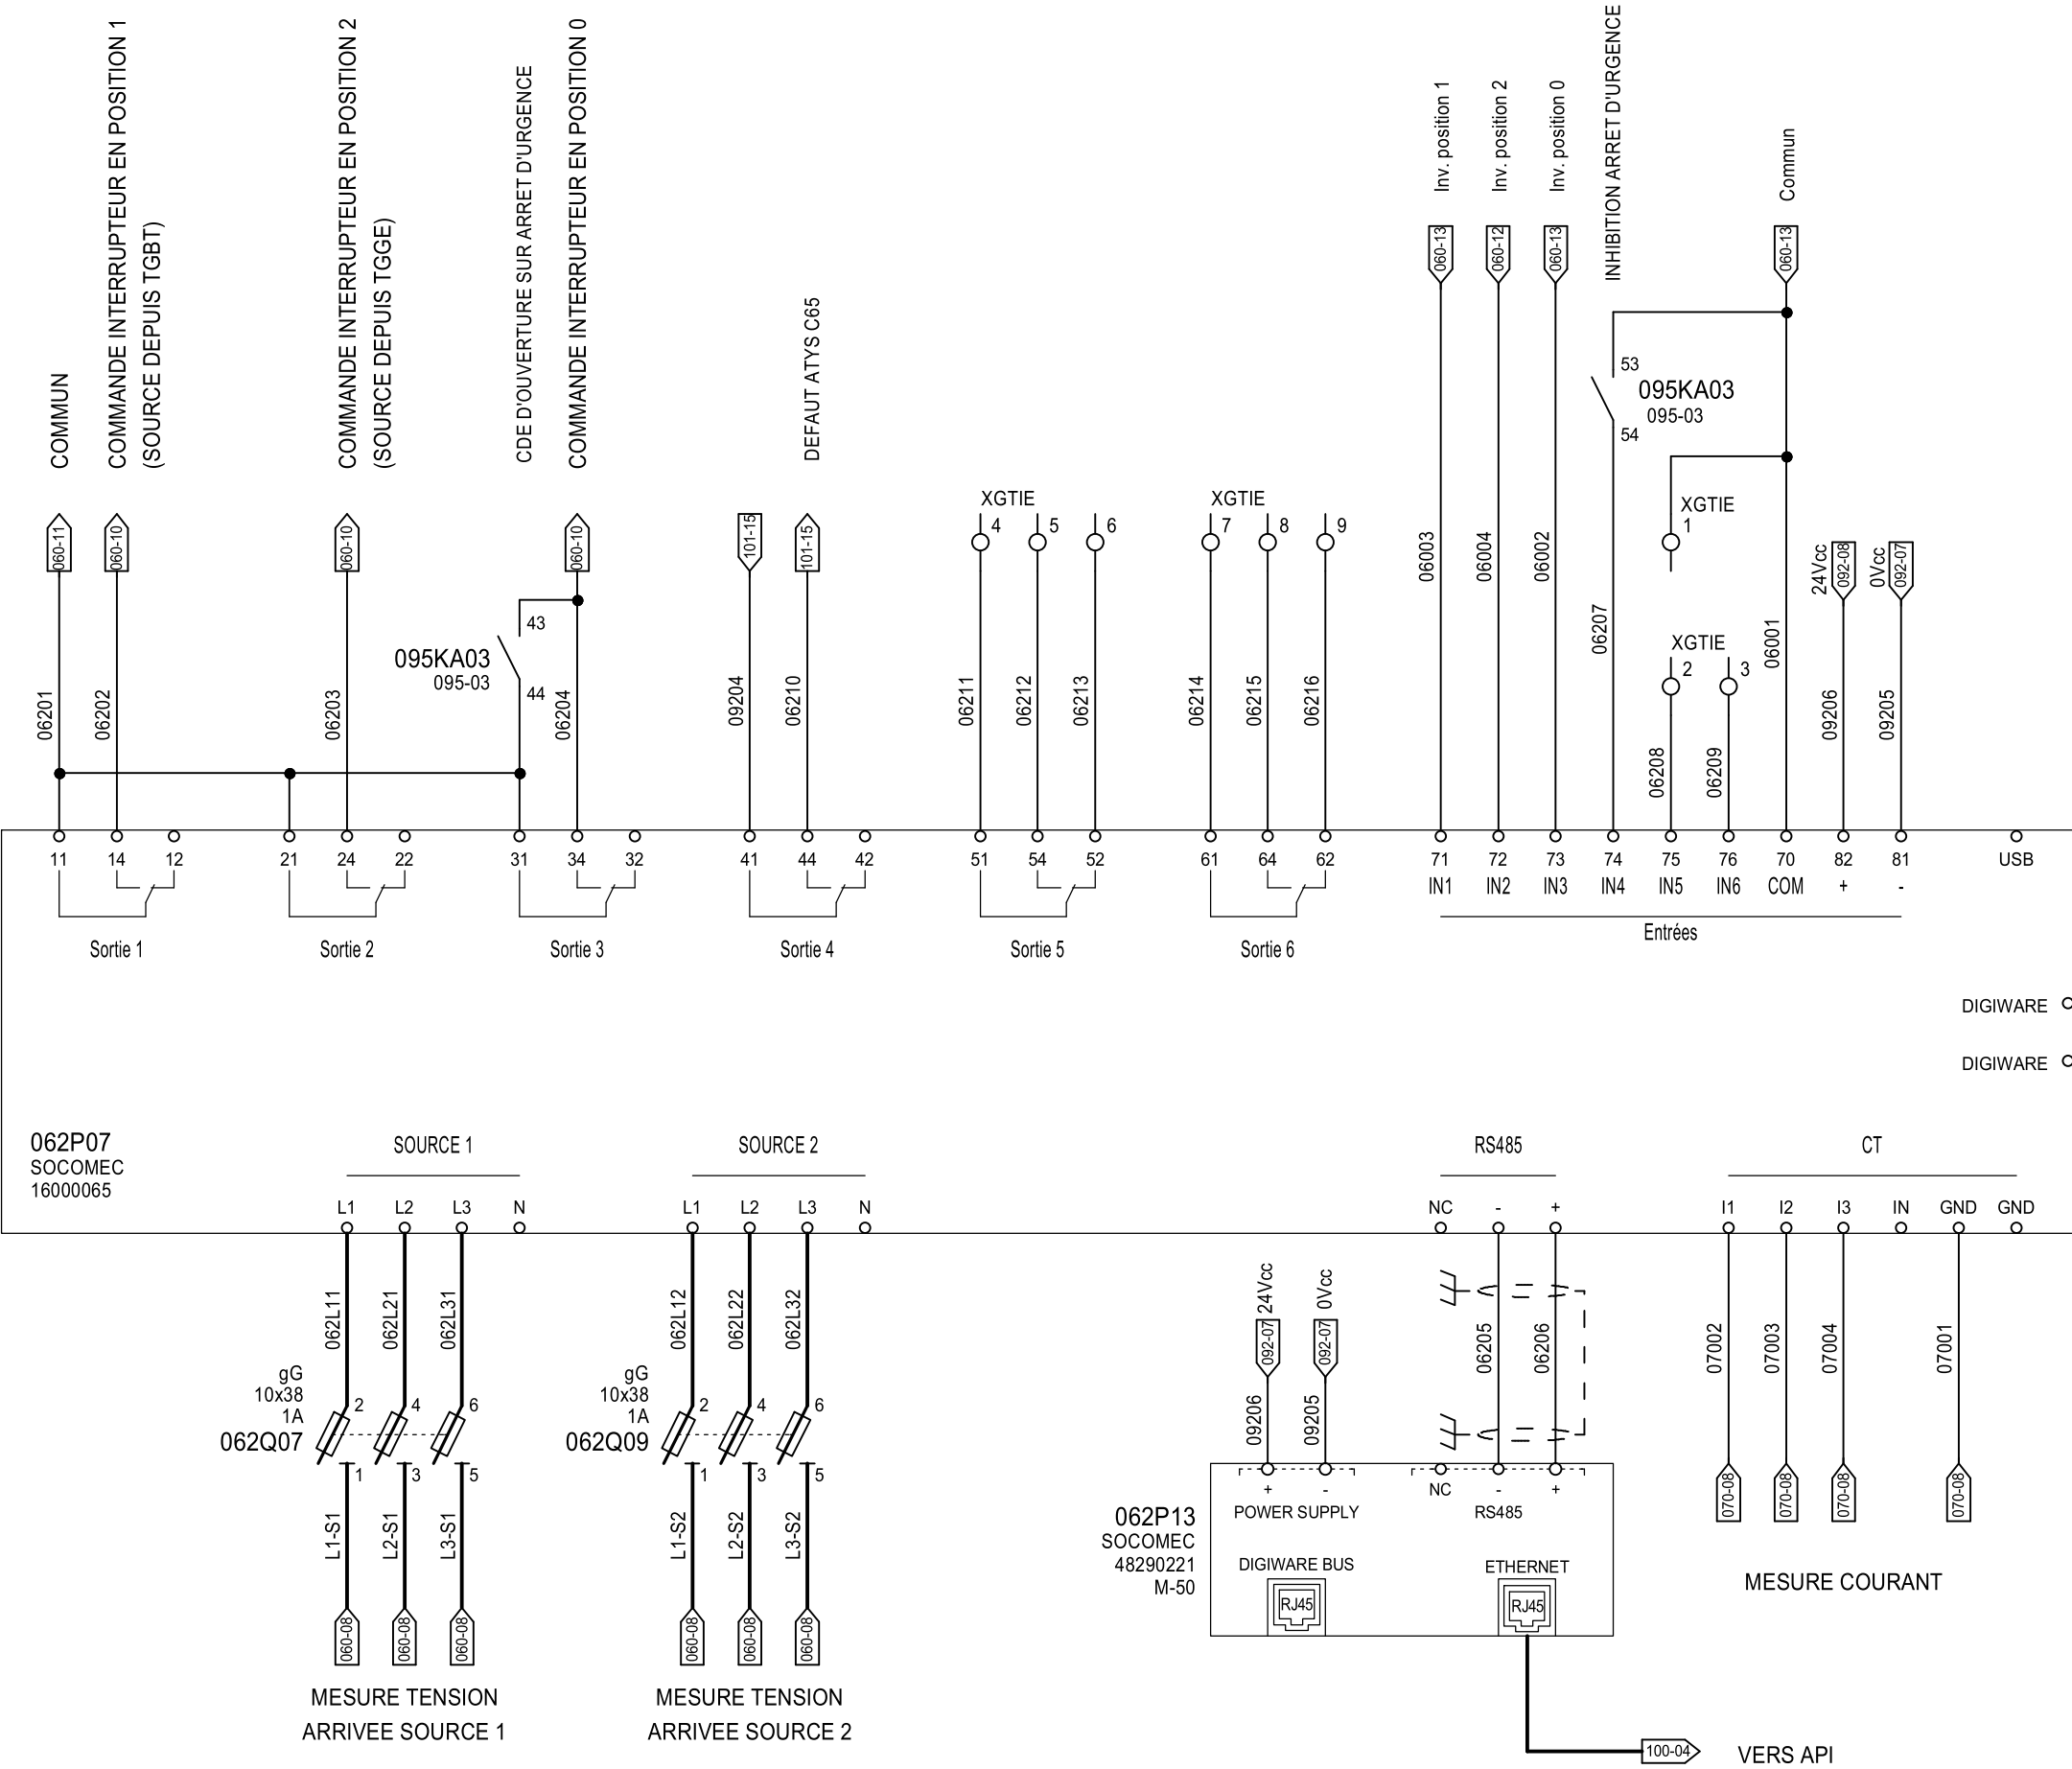 COMMUN
COMMANDE INTERRUPTEUR EN POSITION 1
(SOURCE DEPUIS TGBT)
COMMANDE INTERRUPTEUR EN POSITION 2
(SOURCE DEPUIS TGGE)
CDE D'OUVERTURE SUR ARRET D'URGENCE
COMMANDE INTERRUPTEUR EN POSITION 0
DEFAUT ATYS C65
Inv. position 1
Inv. position 2
Inv. position 0
INHIBITION ARRET D'URGENCE
Commun
060-13
060-12
060-13
060-13
53
095KA03
095-03
54
XGTIE
4
5
6
XGTIE
7
8
9
XGTIE
1
060-11
060-10
060-10
060-10
101-15
101-15
24Vcc
092-08
0Vcc
092-07
43
095KA03
095-03
44
XGTIE
2
3
06201
06202
06203
06204
09204
06210
06211
06212
06213
06214
06215
06216
06003
06004
06002
06207
06208
06209
06001
09206
09205
11 14 12
21 24 22
31 34 32
41 44 42
51 54 52
61 64 62
71 72 73 74 75 76 70 82 81 USB
IN1 IN2 IN3 IN4 IN5 IN6 COM + -
Sortie 1
Sortie 2
Sortie 3
Sortie 4
Sortie 5
Sortie 6
Entrées
DIGIWARE
DIGIWARE
062P07
SOCOMEC
16000065
SOURCE 1
SOURCE 2
RS485
CT
L1 L2 L3 N
L1 L2 L3 N
NC - +
I1 I2 I3 IN GND GND
062L11
062L21
062L31
062L12
062L22
062L32
24Vcc
0Vcc
092-07
092-07
09206
09205
06205
06206
07002
07003
07004
07001
gG
10x38
1A
062Q07
2
4
6
1
3
5
gG
10x38
1A
062Q09
2
4
6
1
3
5
L1-S1
L2-S1
L3-S1
L1-S2
L2-S2
L3-S2
+ -
NC - +
POWER SUPPLY
RS485
062P13
SOCOMEC
48290221
M-50
DIGIWARE BUS
ETHERNET
RJ45
RJ45
070-08
070-08
070-08
070-08
MESURE COURANT
060-08
060-08
060-08
060-08
060-08
060-08
MESURE TENSION
ARRIVEE SOURCE 1
MESURE TENSION
ARRIVEE SOURCE 2
100-04
VERS API